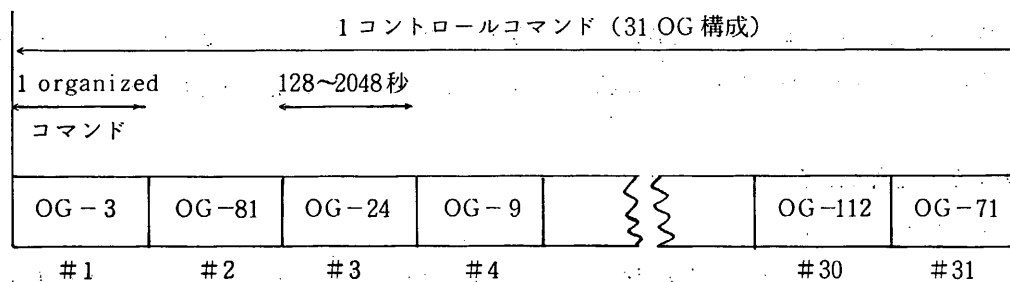 1 コントロールコマンド (31 OG 構成)
1 organized 128~2048秒
コマンド
OG-3 OG-81 OG-24 OG-9 OG-112 OG-71
#1 #2 #3 #4 #30 #31